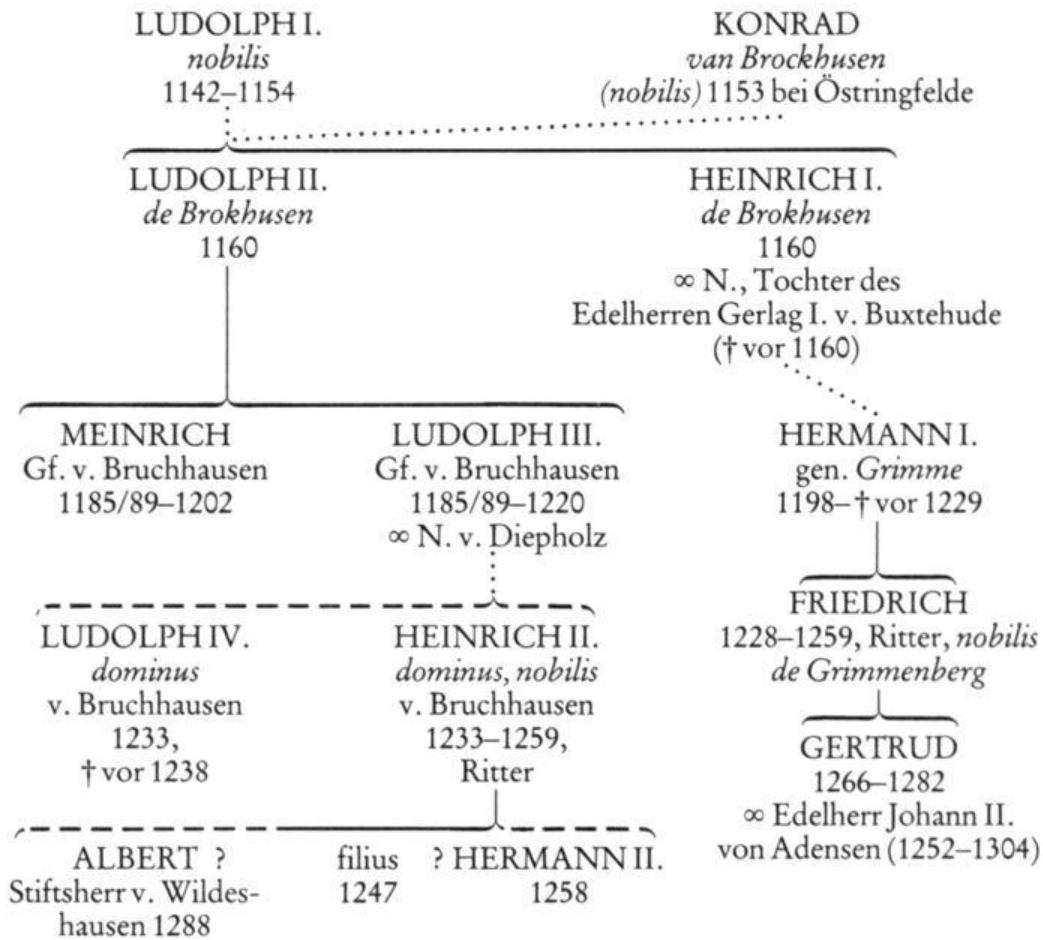 LUDOLPH I.
nobilis
1142–1154
KONRAD
van Brockhusen
(nobilis) 1153 bei Östringfelde
LUDOLPH II.
de Brokhusen
1160
HEINRICH I.
de Brokhusen
1160
∞ N., Tochter des
Edelherren Gerlag I. v. Buxtehude
(† vor 1160)
MEINRICH
Gf. v. Bruchhausen
1185/89–1202
LUDOLPH III.
Gf. v. Bruchhausen
1185/89–1220
∞ N. v. Diepholz
HERMANN I.
gen. Grimme
1198–† vor 1229
LUDOLPH IV.
dominus
v. Bruchhausen
1233,
† vor 1238
HEINRICH II.
dominus, nobilis
v. Bruchhausen
1233–1259,
Ritter
FRIEDRICH
1228–1259, Ritter, nobilis
de Grimmenberg
GERTRUD
1266–1282
∞ Edelherr Johann II.
von Adensen (1252–1304)
ALBERT ?
Stiftsherr v. Wildes-
hausen 1288
filius
1247
? HERMANN II.
1258